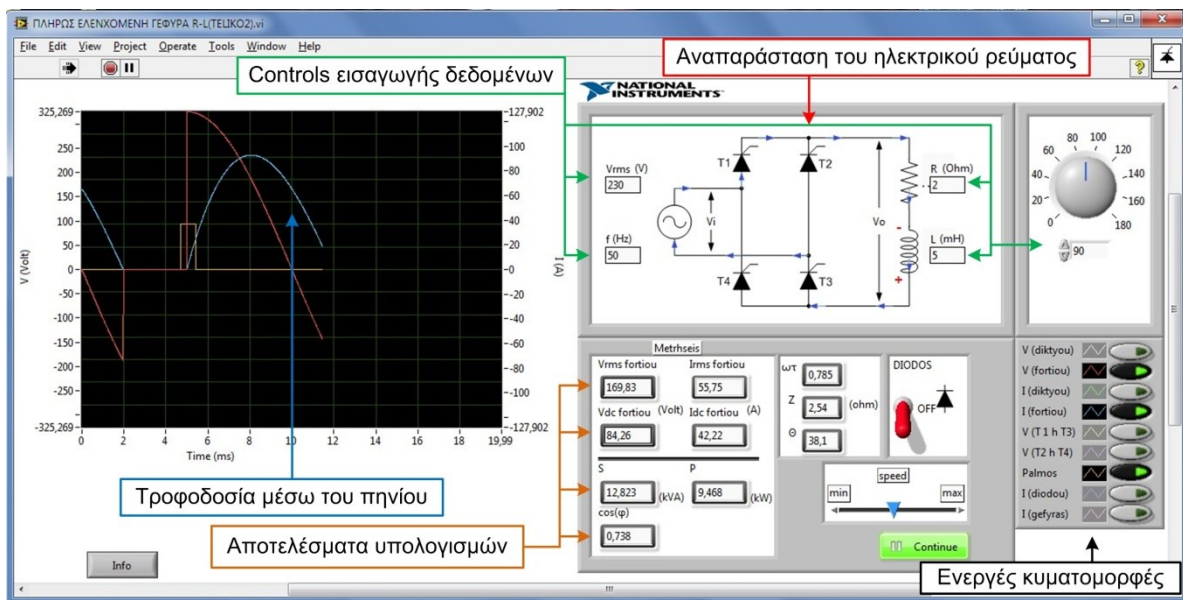 ΠΛΗΡΩΣ ΕΛΕΝΧΟΜΕΝΗ ΓΕΦΥΡΑ R-L(TELIKO2).vi
File Edit View Project Operate Tools Window Help
Controls εισαγωγής δεδομένων
Αναπαράσταση του ηλεκτρικού ρεύματος
?
NATIONAL
INSTRUMENTS
325,269
250
200
150
100
50
0
-50
-100
-150
-200
-250
-325,269
V (Volt)
127,902
100
80
60
40
20
0
-20
-40
-60
-80
-100
-127,902
I (A)
0 2 4 6 8 10 12 14 16 19,99
Time (ms)
Vrms (V)
230
f (Hz)
50
T1
T2
T4
T3
Vi
Vo
R (Ohm)
2
L (mH)
5
-
+
0 20 40 60 80 100 120 140 160 180
90
Τροφοδοσία μέσω του πηνίου
Αποτελέσματα υπολογισμών
Info
Metrhseis
Vrms fortiou Irms fortiou
169,83 55,75
Vdc fortiou (Volt) Idc fortiou (A)
84,26 42,22
S P
12,823 (kVA) 9,468 (kW)
cos(φ)
0,738
ωτ 0,785
Z 2,54 (ohm)
Θ 38,1
DIODOS
OFF
speed
min max
Continue
V (diktyou)
V (fortiou)
I (diktyou)
I (fortiou)
V (T 1 h T3)
V (T2 h T4)
Palmos
I (diodou)
I (gefyras)
Ενεργές κυματομορφές